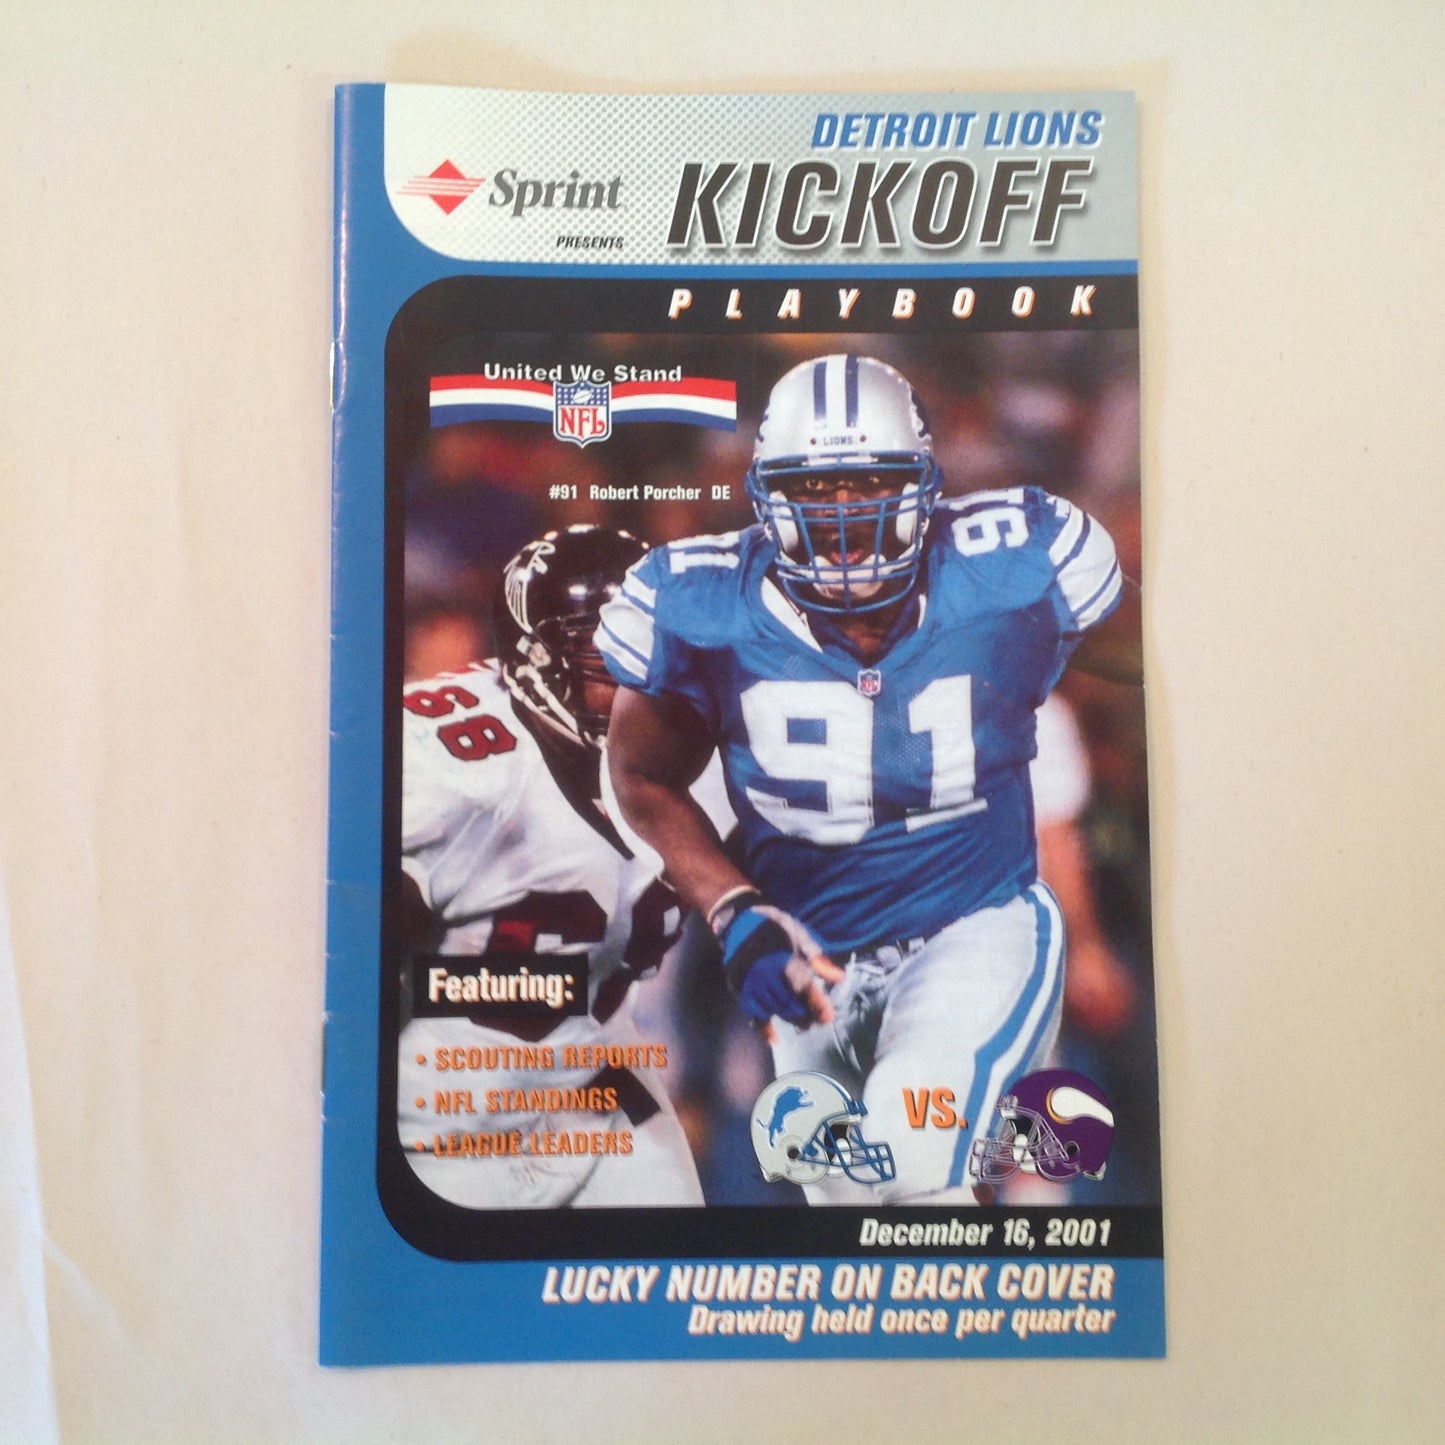 DETROIT LIONS
Sprint
KICKOFF
PRESENTS
PLAYBOOK
United We Stand
NFL
#91 Robert Porcher DE
LIONS
91
91
68
91
Featuring:
• SCOUTING REPORTS
• NFL STANDINGS
• LEAGUE LEADERS
VS.
December 16, 2001
LUCKY NUMBER ON BACK COVER
Drawing held once per quarter